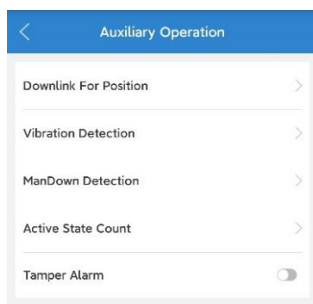 Auxiliary Operation
Downlink For Position
Vibration Detection
ManDown Detection
Active State Count
Tamper Alarm